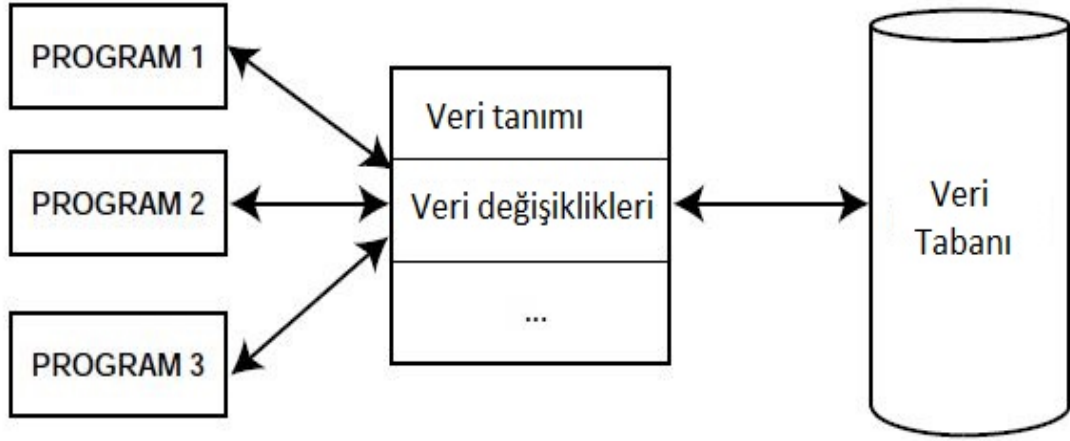 PROGRAM 1
PROGRAM 2
PROGRAM 3
Veri tanımı
Veri değişiklikleri
...
Veri
Tabanı